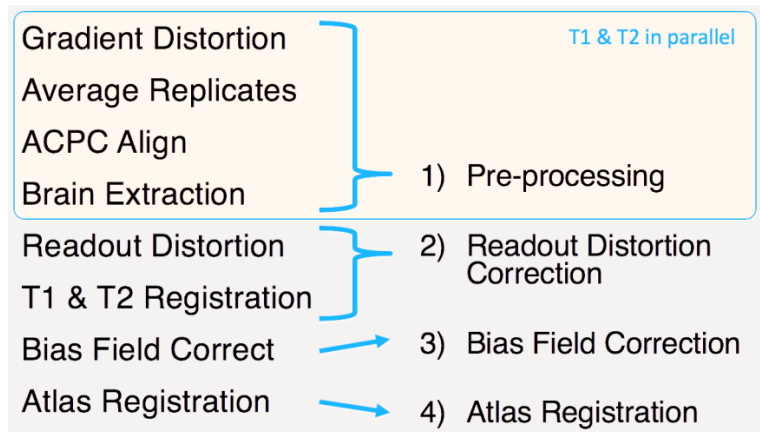 Gradient Distortion
T1 & T2 in parallel
Average Replicates
ACPC Align
Brain Extraction
1) Pre-processing
Readout Distortion
T1 & T2 Registration
2) Readout Distortion
Correction
Bias Field Correct
3) Bias Field Correction
Atlas Registration
4) Atlas Registration